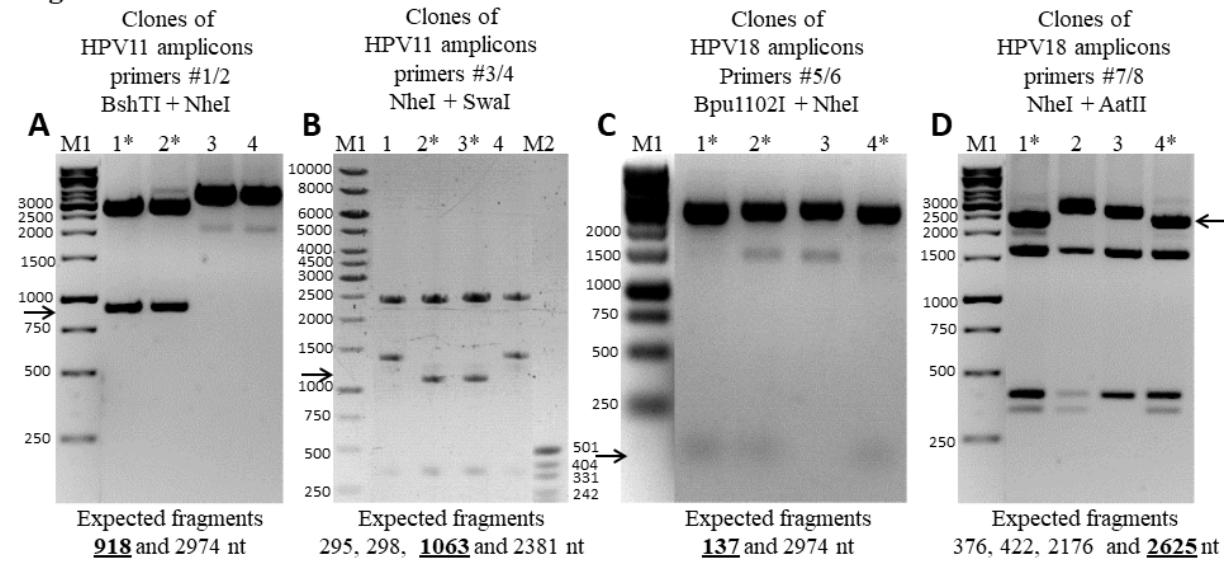 Clones of
HPV11 amplicons
primers #1/2
BshTI + NheI
Clones of
HPV11 amplicons
primers #3/4
NheI + SwaI
Clones of
HPV18 amplicons
Primers #5/6
Bpu1102I + NheI
Clones of
HPV18 amplicons
primers #7/8
NheI + AatII
A
M1 1* 2* 3 4
3000
2500
2000
1500
1000
750
500
250
Expected fragments
918 and 2974 nt
B
M1 1 2* 3* 4 M2
10000
8000
6000
5000
4000
4500
3000
2500
2000
1500
1000
750
500
250
501
404
331
242
Expected fragments
295, 298, 1063 and 2381 nt
C
M1 1* 2* 3 4*
2000
1500
1000
750
500
250
Expected fragments
137 and 2974 nt
D
M1 1* 2 3 4*
3000
2500
2000
1500
1000
750
500
250
Expected fragments
376, 422, 2176 and 2625 nt